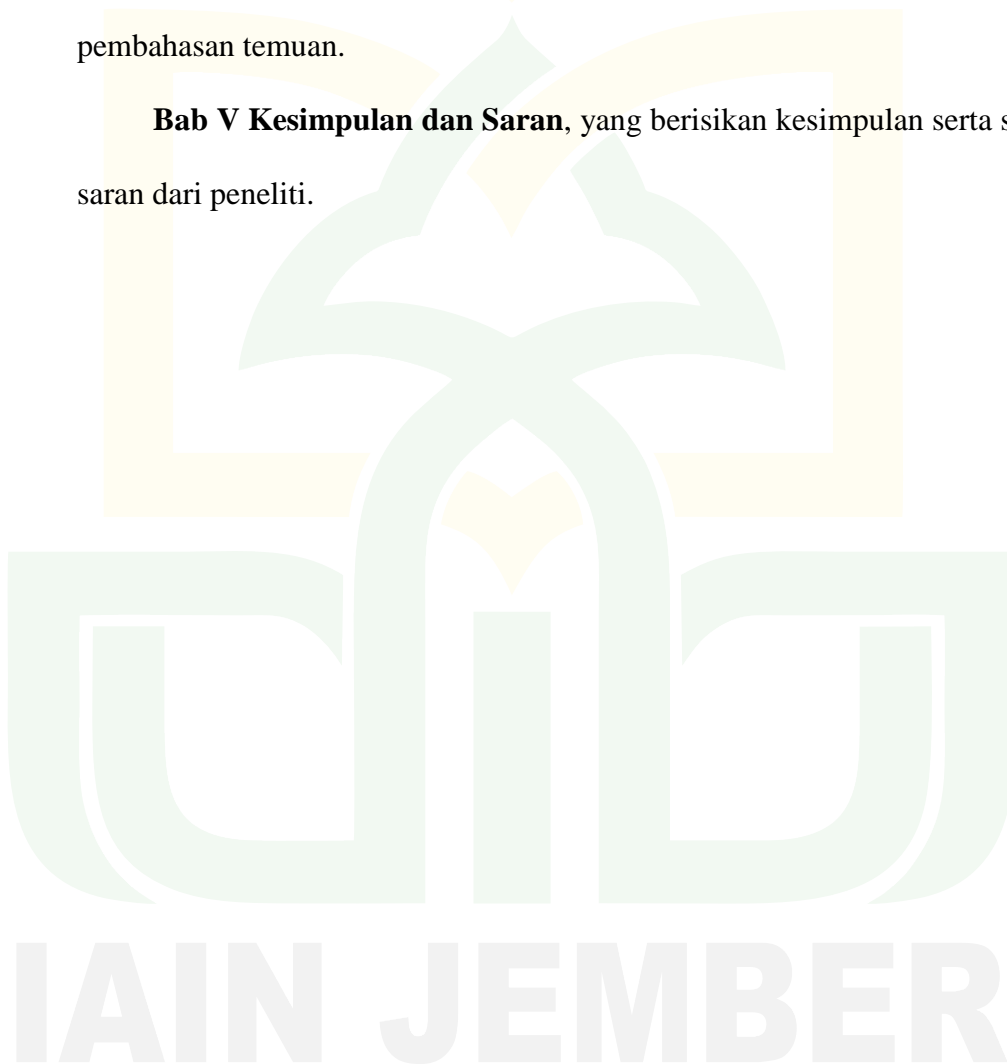 pembahasan temuan.
Bab V Kesimpulan dan Saran, yang berisikan kesimpulan serta
saran dari peneliti.
IAIN JEMBER